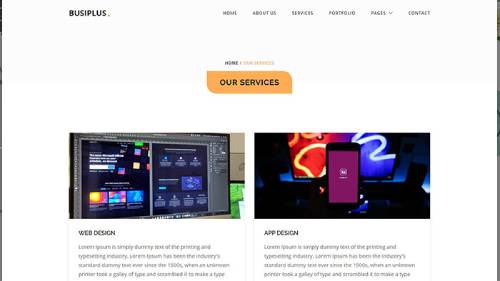 BUSIPLUS.
HOME ABOUT US SERVICES PORTFOLIO PAGES CONTACT
HOME / OUR SERVICES
OUR SERVICES
WEB DESIGN
Lorem Ipsum is simply dummy text of the printing and
typesetting industry. Lorem Ipsum has been the industry's
standard dummy text ever since the 1500s, when an unknown
printer took a galley of type and scrambled it to make a type
APP DESIGN
Lorem Ipsum is simply dummy text of the printing and
typesetting industry. Lorem Ipsum has been the industry's
standard dummy text ever since the 1500s, when an unknown
printer took a galley of type and scrambled it to make a type